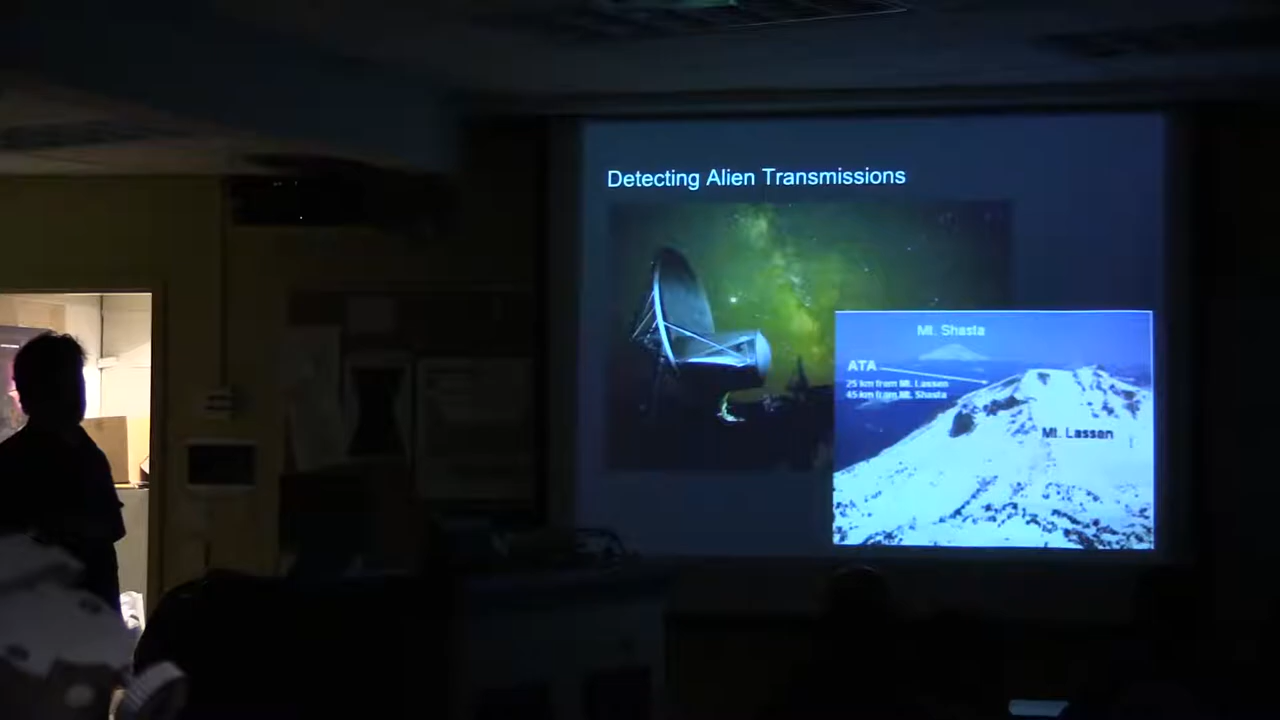 Detecting Alien Transmissions
Mt. Shasta
ATA
25 km from Mt. Lassen
45 km from Mt. Shasta
Mt. Lassen